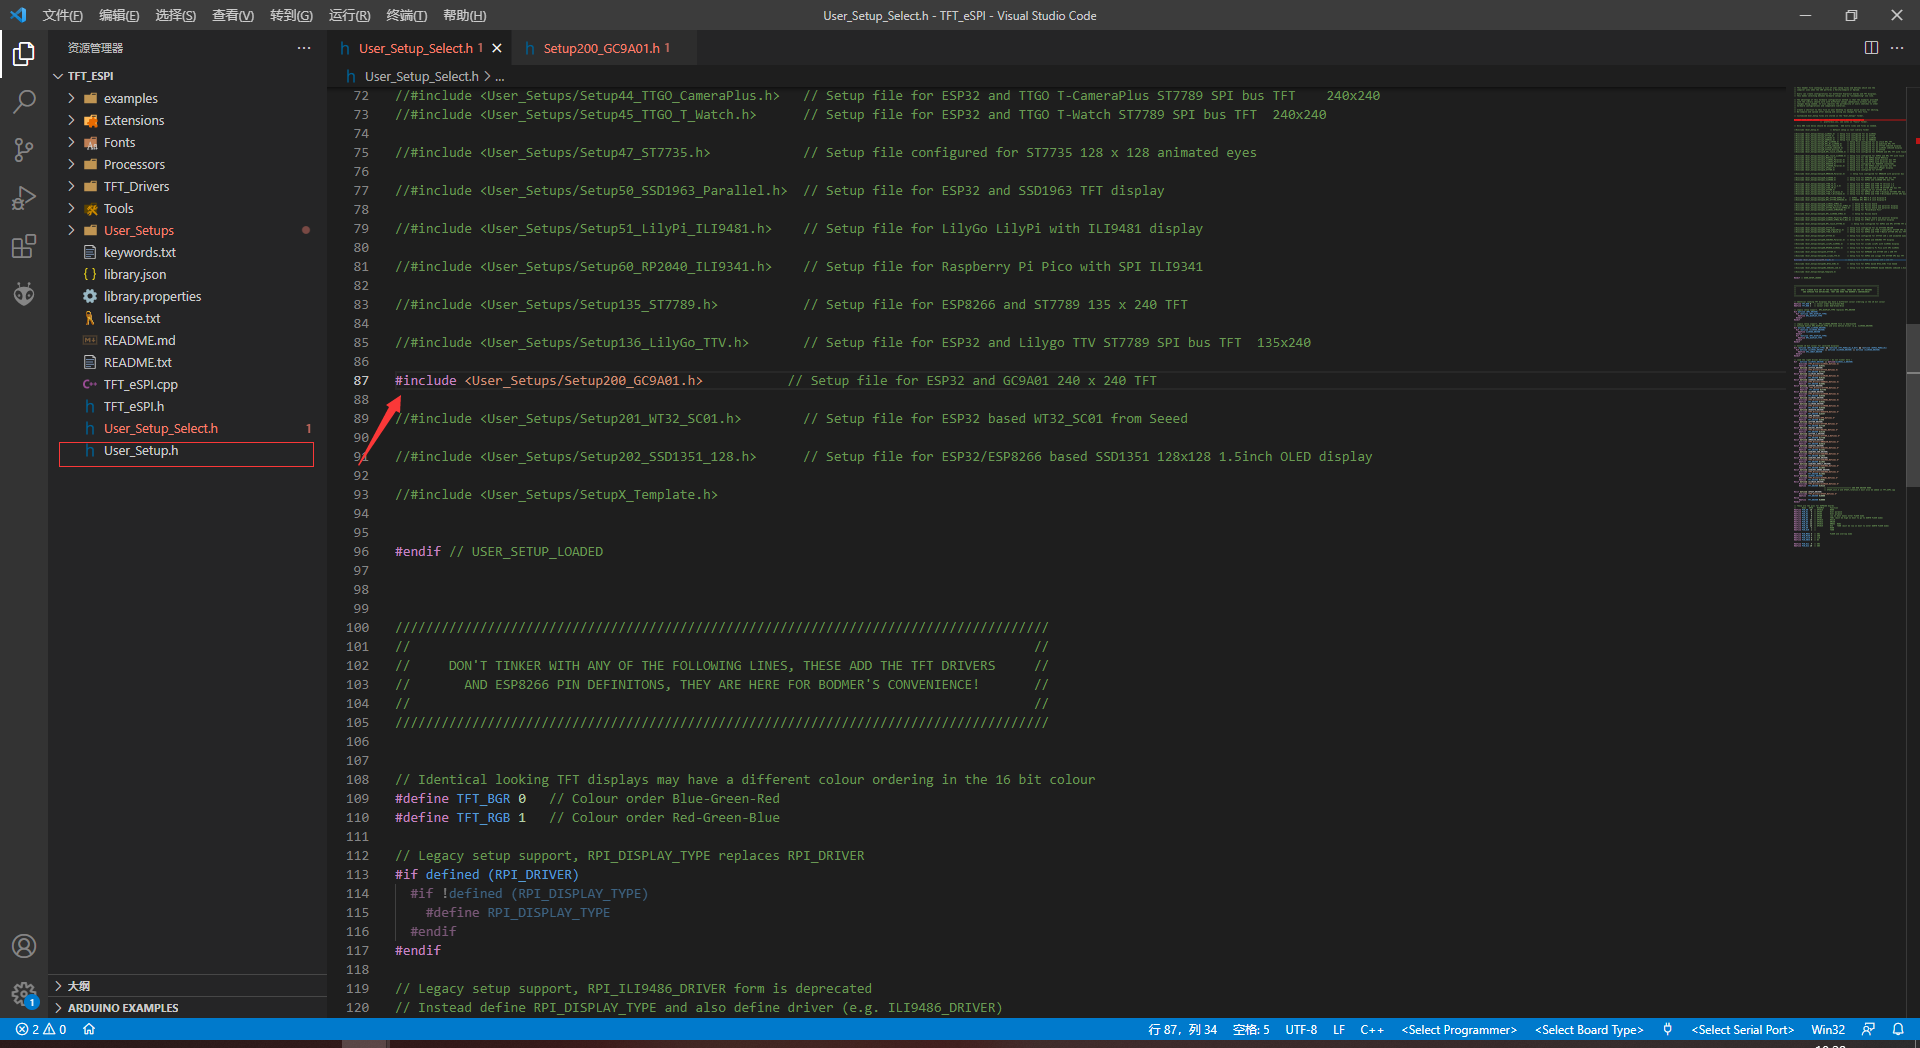 文件(F) 编辑(E) 选择(S) 查看(V) 转到(G) 运行(R) 终端(T) 帮助(H)
User_Setup_Select.h - TFT_eSPI - Visual Studio Code
资源管理器
TFT_ESPI
examples
Extensions
Fonts
Processors
TFT_Drivers
Tools
User_Setups
keywords.txt
library.json
library.properties
license.txt
README.md
README.txt
TFT_eSPI.cpp
TFT_eSPI.h
User_Setup_Select.h 1
User_Setup.h
大纲
ARDUINO EXAMPLES
User_Setup_Select.h 1
Setup200_GC9A01.h 1
User_Setup_Select.h > ...
72 //#include <User_Setups/Setup44_TTGO_CameraPlus.h> // Setup file for ESP32 and TTGO T-CameraPlus ST7789 SPI bus TFT 240x240
73 //#include <User_Setups/Setup45_TTGO_T_Watch.h> // Setup file for ESP32 and TTGO T-Watch ST7789 SPI bus TFT 240x240
74
75 //#include <User_Setups/Setup47_ST7735.h> // Setup file configured for ST7735 128 x 128 animated eyes
76
77 //#include <User_Setups/Setup50_SSD1963_Parallel.h> // Setup file for ESP32 and SSD1963 TFT display
78
79 //#include <User_Setups/Setup51_LilyPi_ILI9481.h> // Setup file for LilyGo LilyPi with ILI9481 display
80
81 //#include <User_Setups/Setup60_RP2040_ILI9341.h> // Setup file for Raspberry Pi Pico with SPI ILI9341
82
83 //#include <User_Setups/Setup135_ST7789.h> // Setup file for ESP8266 and ST7789 135 x 240 TFT
84
85 //#include <User_Setups/Setup136_LilyGo_TTV.h> // Setup file for ESP32 and Lilygo TTV ST7789 SPI bus TFT 135x240
86
87 #include <User_Setups/Setup200_GC9A01.h> // Setup file for ESP32 and GC9A01 240 x 240 TFT
88
89 //#include <User_Setups/Setup201_WT32_SC01.h> // Setup file for ESP32 based WT32_SC01 from Seeed
90
91 //#include <User_Setups/Setup202_SSD1351_128.h> // Setup file for ESP32/ESP8266 based SSD1351 128x128 1.5inch OLED display
92
93 //#include <User_Setups/SetupX_Template.h>
94
95
96 #endif // USER_SETUP_LOADED
97
98
99
100 /////////////////////////////////////////////////////////////////////////////////////
101 // //
102 // DON'T TINKER WITH ANY OF THE FOLLOWING LINES, THESE ADD THE TFT DRIVERS //
103 // AND ESP8266 PIN DEFINITONS, THEY ARE HERE FOR BODMER'S CONVENIENCE! //
104 // //
105 /////////////////////////////////////////////////////////////////////////////////////
106
107
108 // Identical looking TFT displays may have a different colour ordering in the 16 bit colour
109 #define TFT_BGR 0 // Colour order Blue-Green-Red
110 #define TFT_RGB 1 // Colour order Red-Green-Blue
111
112 // Legacy setup support, RPI_DISPLAY_TYPE replaces RPI_DRIVER
113 #if defined (RPI_DRIVER)
114 #if !defined (RPI_DISPLAY_TYPE)
115 #define RPI_DISPLAY_TYPE
116 #endif
117 #endif
118
119 // Legacy setup support, RPI_ILI9486_DRIVER form is deprecated
120 // Instead define RPI_DISPLAY_TYPE and also define driver (e.g. ILI9486_DRIVER)
1
2 0
行 87，列 34 空格: 5 UTF-8 LF C++ <Select Programmer> <Select Board Type> <Select Serial Port> Win32